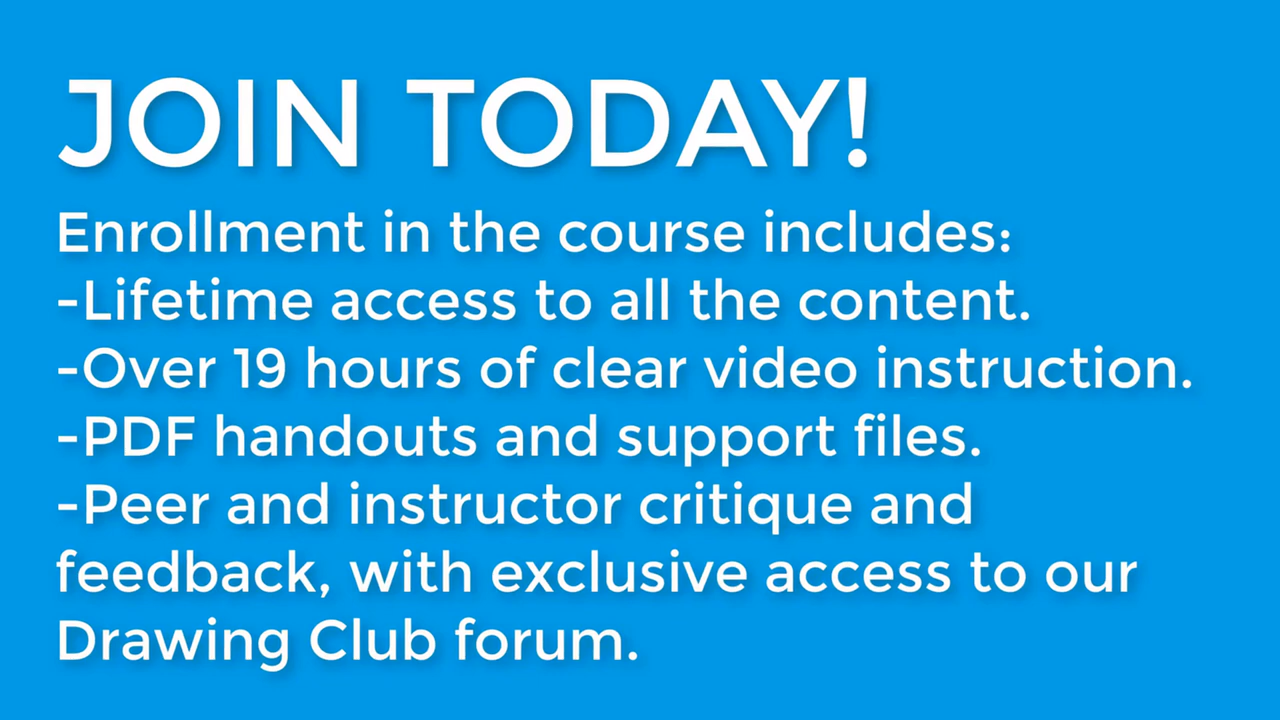 JOIN TODAY!
Enrollment in the course includes:
-Lifetime access to all the content.
-Over 19 hours of clear video instruction.
-PDF handouts and support files.
-Peer and instructor critique and
feedback, with exclusive access to our
Drawing Club forum.